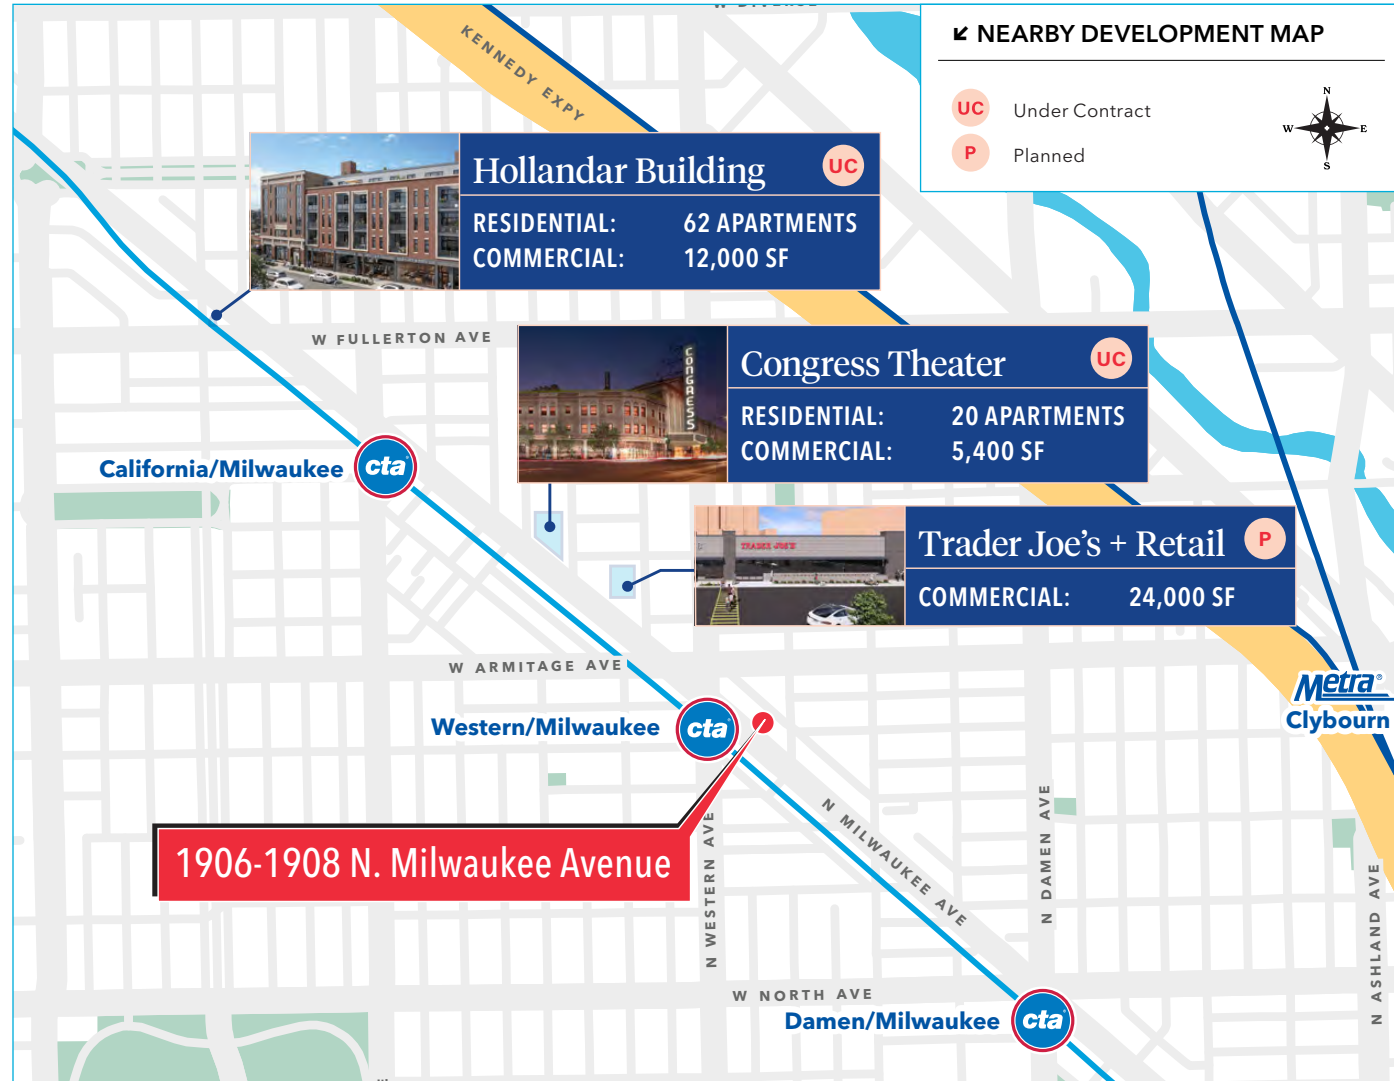 NEARBY DEVELOPMENT MAP
UC Under Contract
P Planned
N
W E
S
KENNEDY EXPY
Hollandar Building UC
RESIDENTIAL: 62 APARTMENTS
COMMERCIAL: 12,000 SF
W FULLERTON AVE
CONGRESS
Congress Theater UC
RESIDENTIAL: 20 APARTMENTS
COMMERCIAL: 5,400 SF
California/Milwaukee cta
TRADER JOE'S
Trader Joe's + Retail P
COMMERCIAL: 24,000 SF
W ARMITAGE AVE
Metra®
Clybourn
Western/Milwaukee cta
1906-1908 N. Milwaukee Avenue
N MILWAUKEE AVE
N WESTERN AVE
N DAMEN AVE
N ASHLAND AVE
W NORTH AVE
Damen/Milwaukee cta